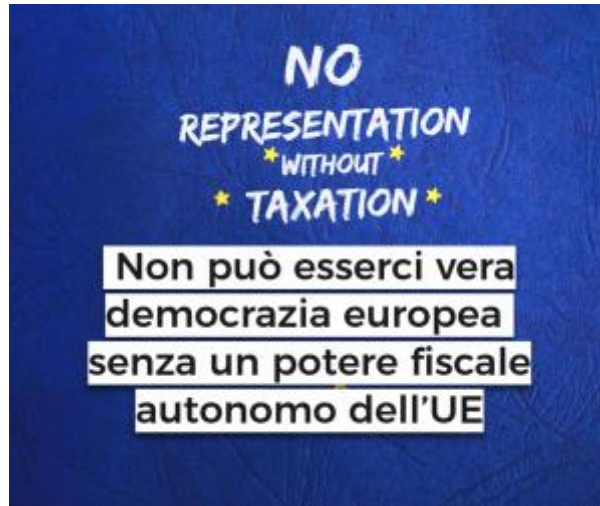 NO
REPRESENTATION
WITHOUT
TAXATION
Non può esserci vera
democrazia europea
senza un potere fiscale
autonomo dell'UE